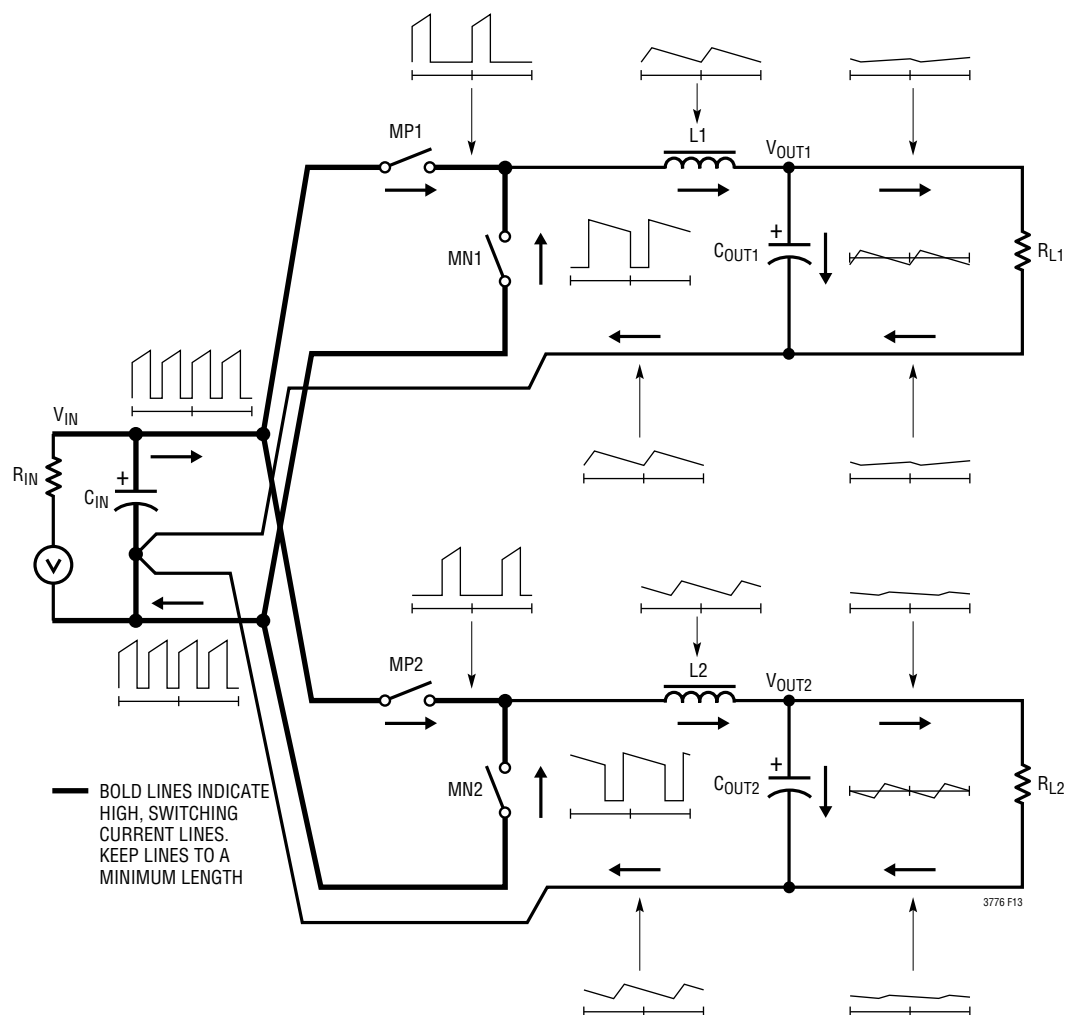 MP1
L1
VOUT1
MN1
COUT1
RL1
VIN
RIN
CIN
+
+
V
MP2
L2
VOUT2
MN2
COUT2
+
RL2
BOLD LINES INDICATE
HIGH, SWITCHING
CURRENT LINES.
KEEP LINES TO A
MINIMUM LENGTH
3776 F13